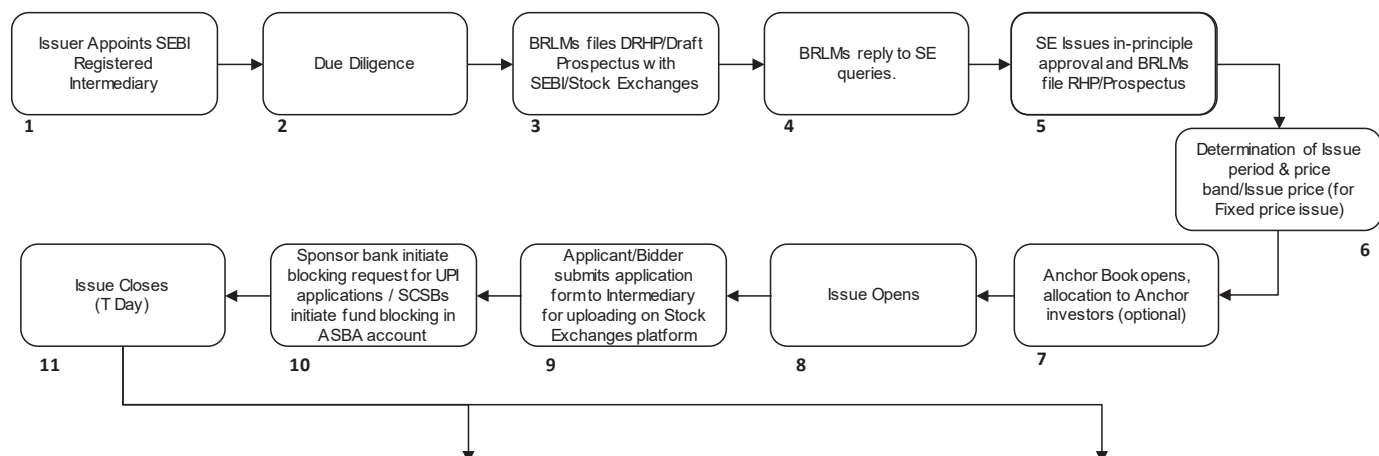 Issuer Appoints SEBI
Registered
Intermediary
1
Due Diligence
2
BRLMs files DRHP/Draft
Prospectus with
SEBI/Stock Exchanges
3
BRLMs reply to SE
queries.
4
SE Issues in-principle
approval and BRLMs
file RHP/Prospectus
5
Determination of Issue
period & price
band/Issue price (for
Fixed price issue)
6
Anchor Book opens,
allocation to Anchor
investors (optional)
7
Issue Opens
8
Applicant/Bidder
submits application
form to Intermediary
for uploading on Stock
Exchanges platform
9
Sponsor bank initiate
blocking request for UPI
applications / SCSBs
initiate fund blocking in
ASBA account
10
Issue Closes
(T Day)
11